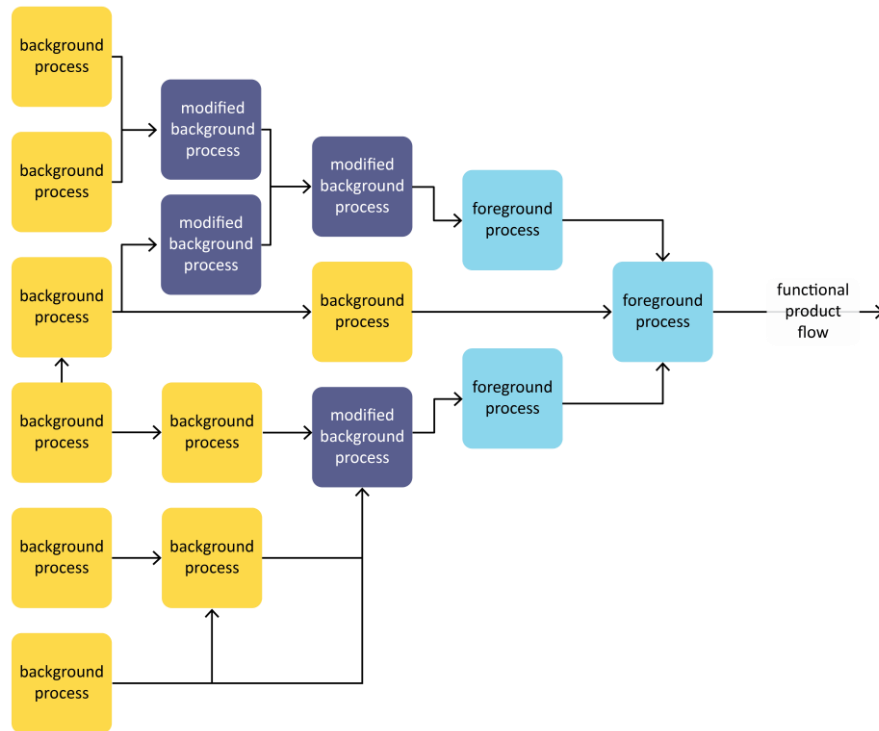 background
process
background
process
background
process
background
process
background
process
background
process
modified
background
process
modified
background
process
background
process
background
process
modified
background
process
background
process
modified
background
process
foreground
process
foreground
process
foreground
process
functional
product
flow